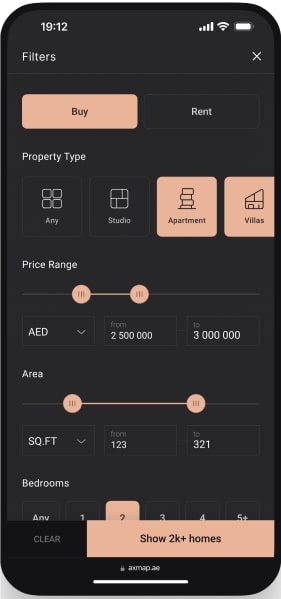 19:12
Filters
Buy Rent
Property Type
Any Studio Apartment Villas
Price Range
from to
AED 2 500 000 3 000 000
Area
from to
SQ.FT 123 321
Bedrooms
Any 1 2 3 4 5+
CLEAR Show 2k+ homes
axmap.ae